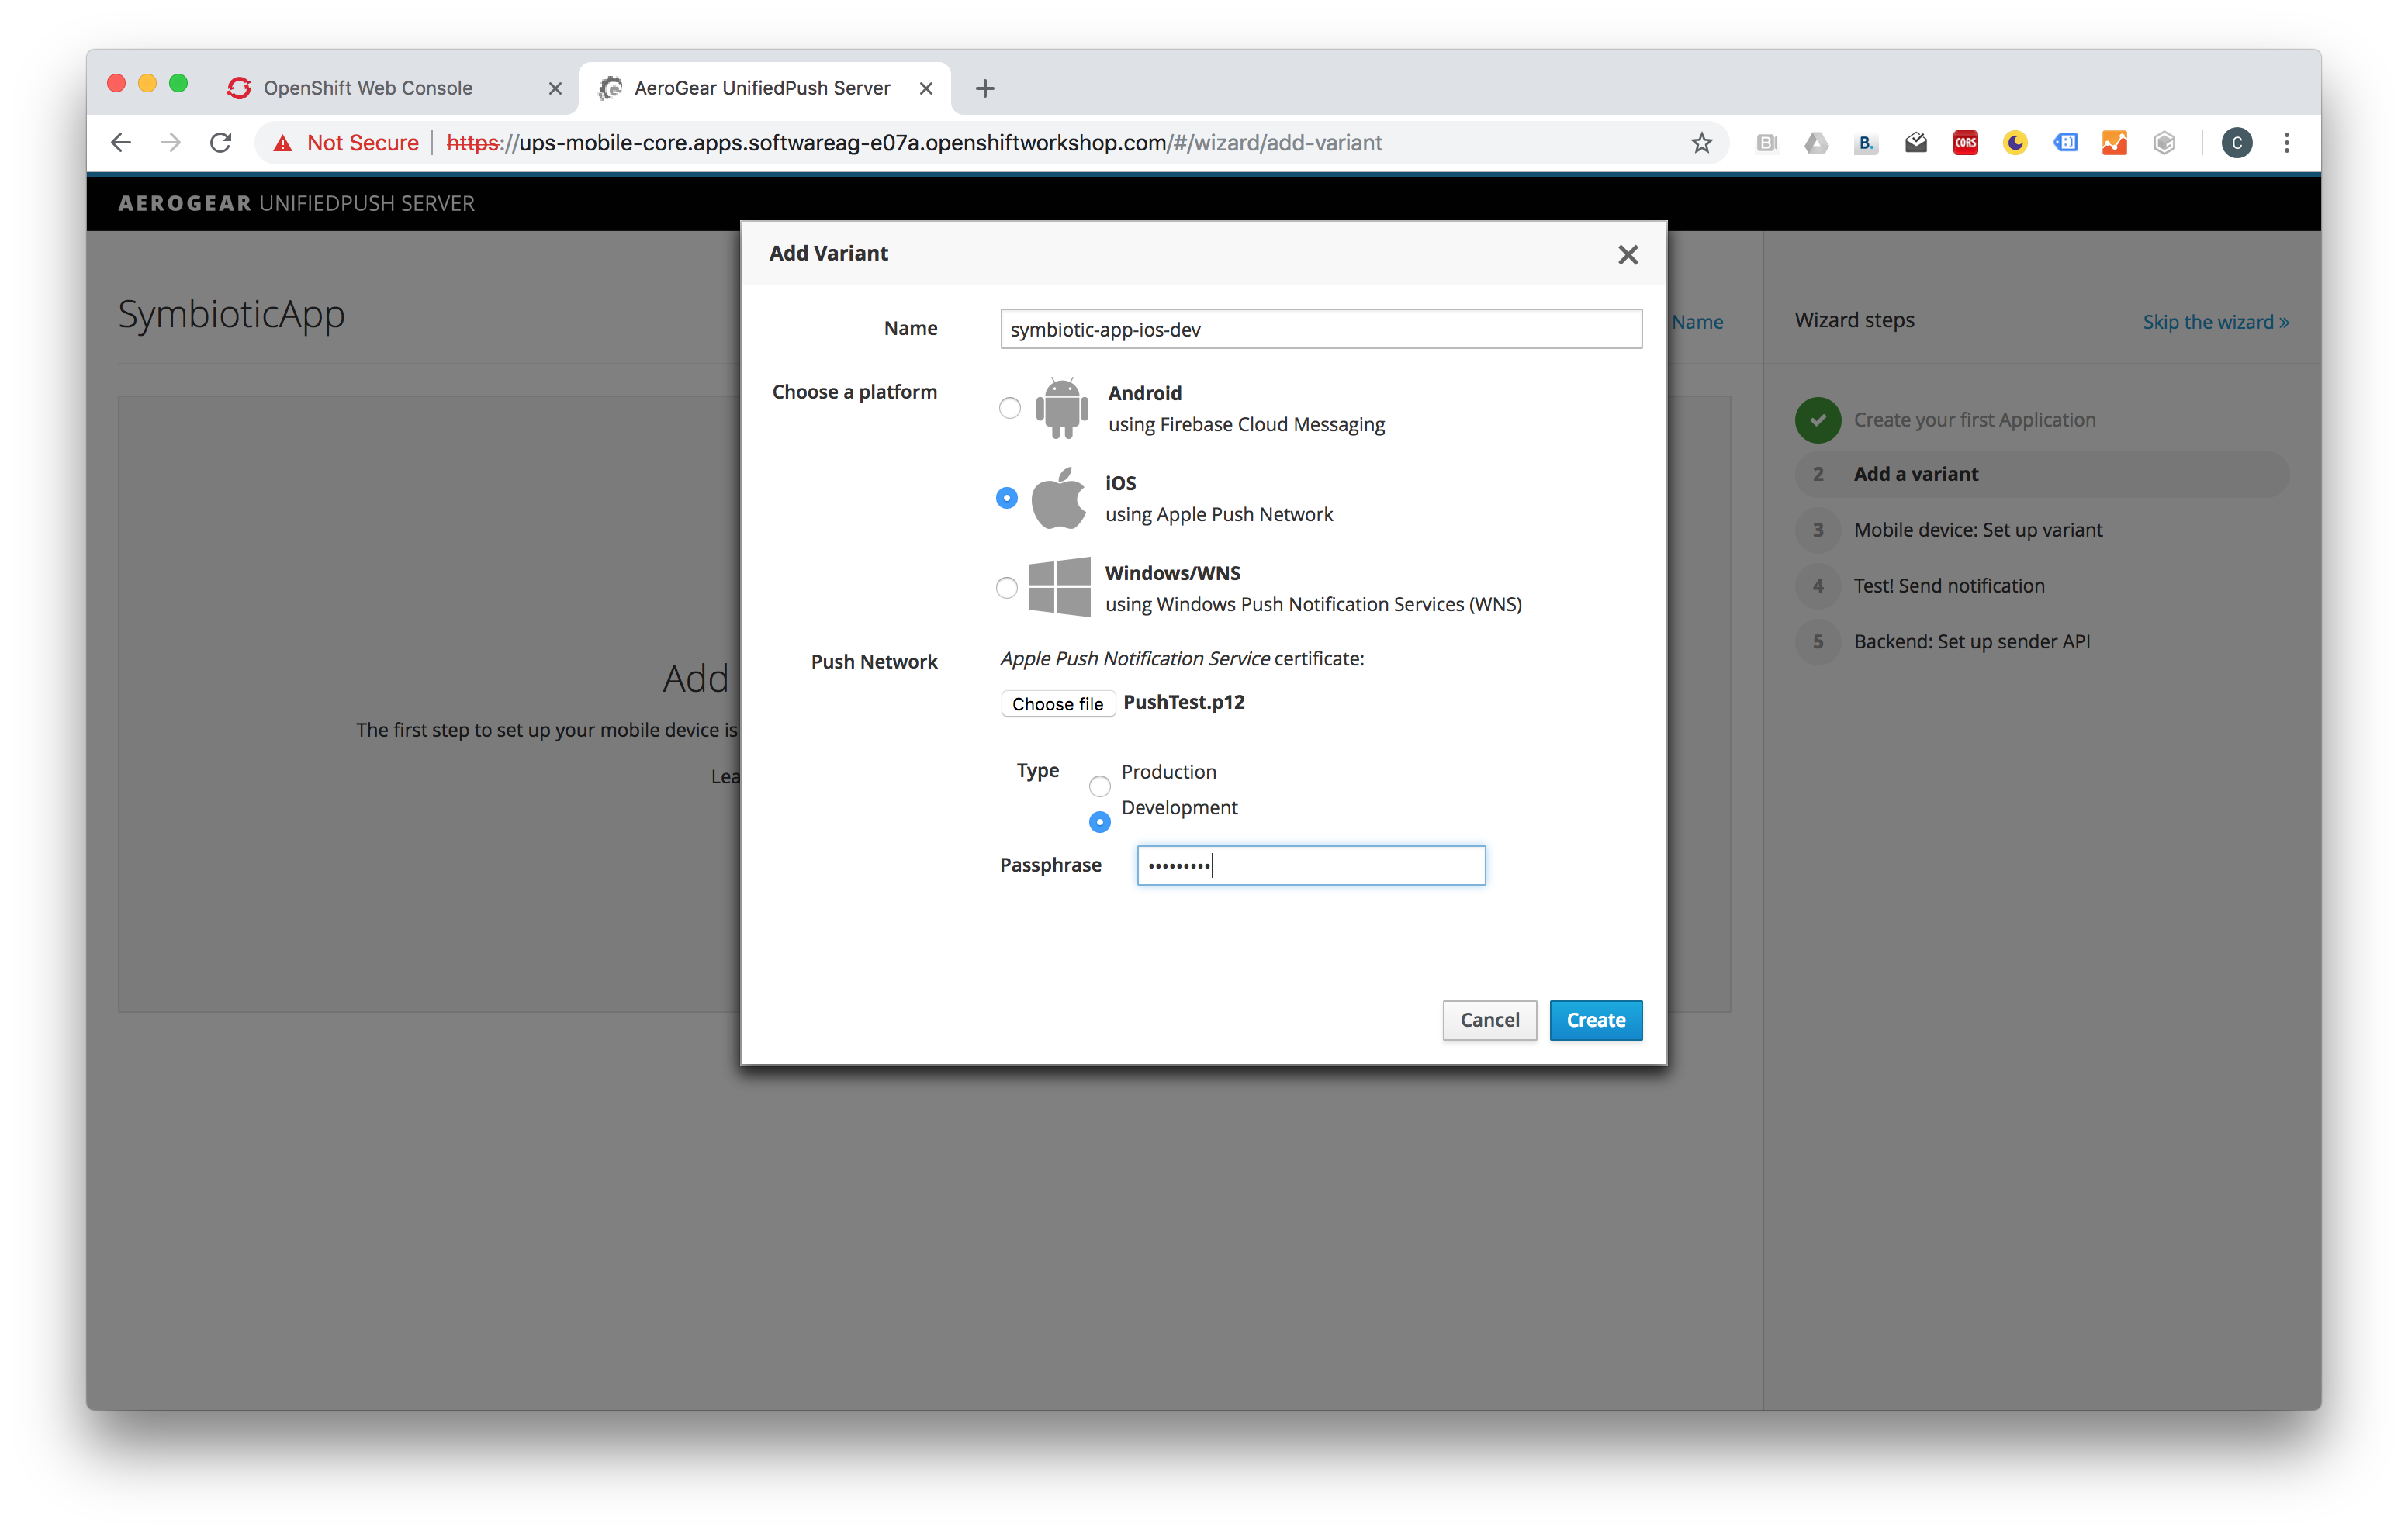 OpenShift Web Console
AeroGear UnifiedPush Server
Not Secure
https://ups-mobile-core.apps.softwareag-e07a.openshiftworkshop.com/#/wizard/add-variant
B.
CORS
C
AEROGEAR UNIFIEDPUSH SERVER
SymbioticApp
Name
Add
The first step to set up your mobile device is
Lea
Add Variant
Name
symbiotic-app-ios-dev
Choose a platform
Android
using Firebase Cloud Messaging
iOS
using Apple Push Network
Windows/WNS
using Windows Push Notification Services (WNS)
Push Network
Apple Push Notification Service certificate:
Choose file PushTest.p12
Type
Production
Development
Passphrase
•••••••••
Cancel
Create
Wizard steps
Skip the wizard »
Create your first Application
2 Add a variant
3 Mobile device: Set up variant
4 Test! Send notification
5 Backend: Set up sender API